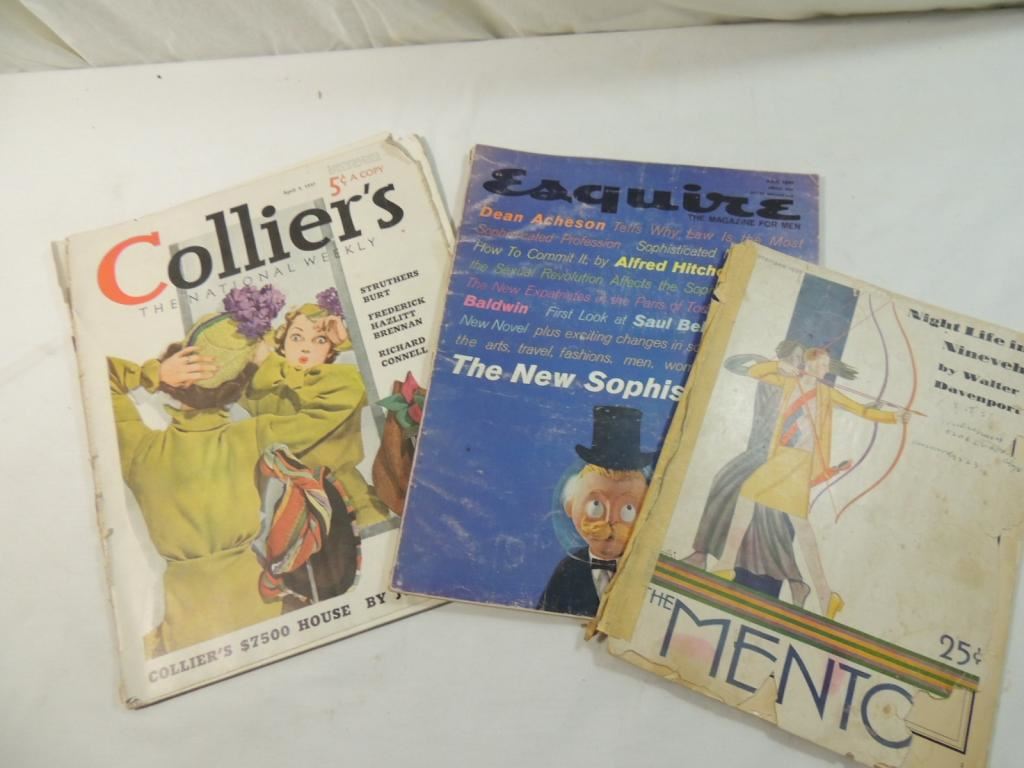 5¢ A COPY
Collier's
THE NATIONAL WEEKLY
STRUTHERS
BURT
FREDERICK
HAZLITT
BRENNAN
RICHARD
CONNELL
COLLIER'S $7500 HOUSE BY
Esquire
THE MAGAZINE FOR MEN
Dean Acheson Tells Why Law Is the Most
Sophisticated Profession Sophisticated
How To Commit It, by Alfred Hitchc
the Sexual Revolution Affects the Sop
The New Expatriates in the Paris of
Baldwin First Look at Saul Be
New Novel plus exciting changes in
the arts, travel, fashions, men, wom
The New Sophis
Night Life in
Nineveh
by Walter
Davenport
25¢
THE
MENTO